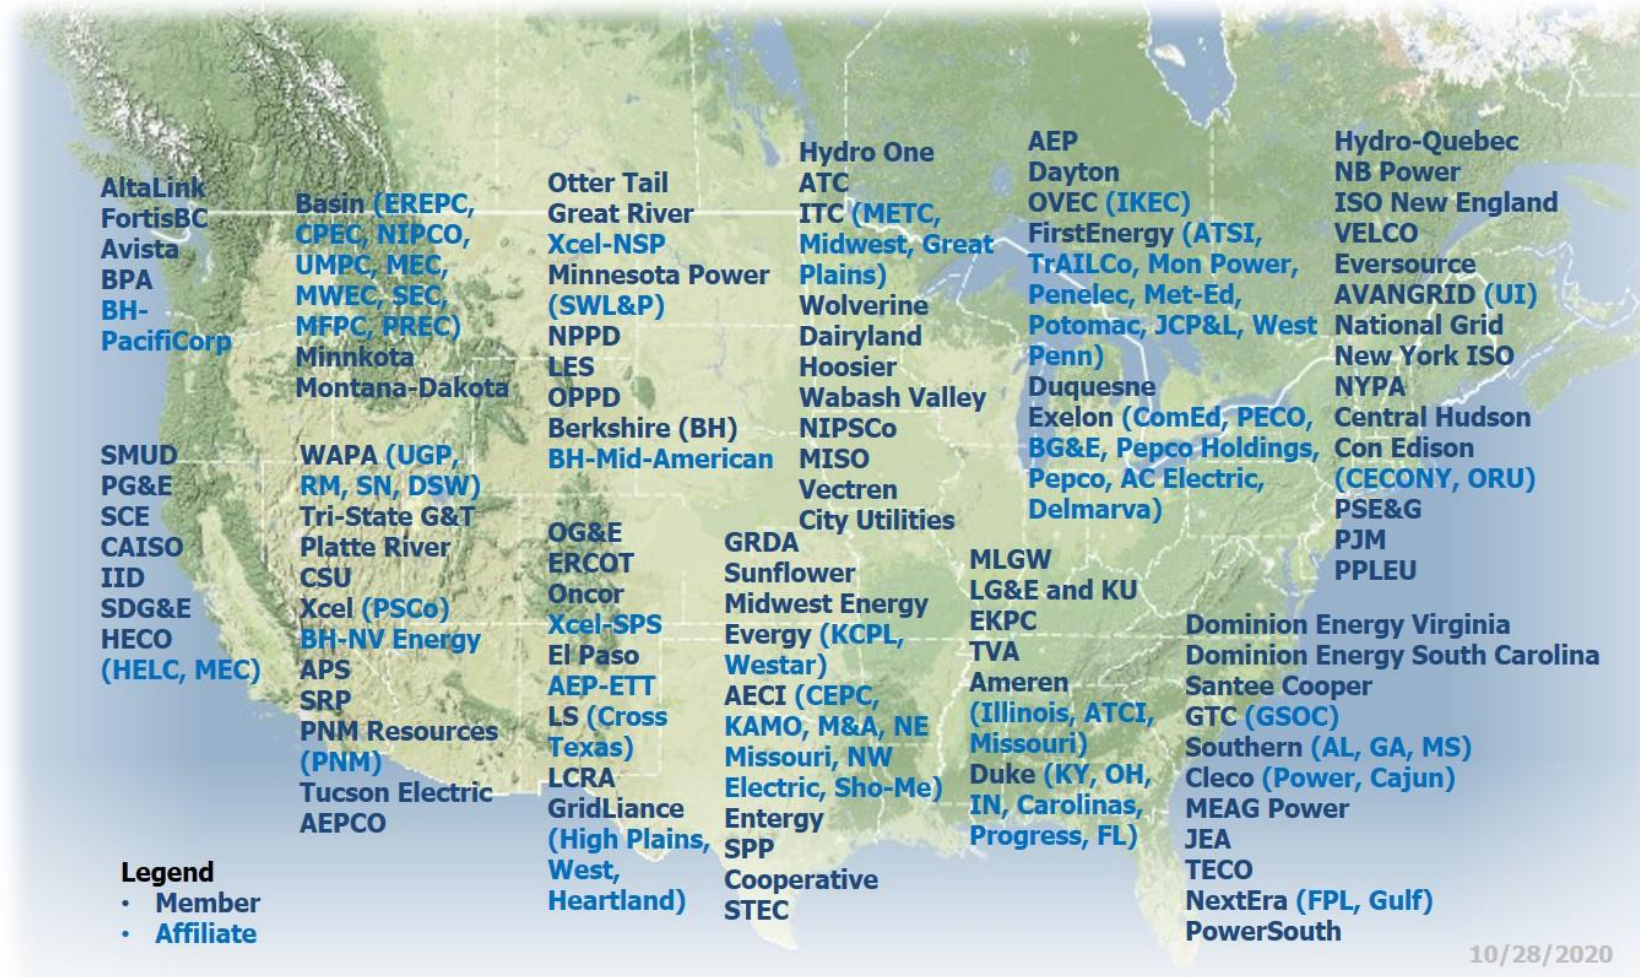 AltaLink
FortisBC
Avista
BPA
BH-
PacifiCorp
SMUD
PG&E
SCE
CAISO
IID
SDG&E
HECO
(HELC, MEC)
Basin (EREPC,
CPEC, NIPCO,
UMPC, MEC,
MWEC, SEC,
MFPC, PREC)
Minnkota
Montana-Dakota
WAPA (UGP,
RM, SN, DSW)
Tri-State G&T
Platte River
CSU
Xcel (PSCo)
BH-NV Energy
APS
SRP
PNM Resources
(PNM)
Tucson Electric
AEPCO
Otter Tail
Great River
Xcel-NSP
Minnesota Power
(SWL&P)
NPPD
LES
OPPD
Berkshire (BH)
BH-Mid-American
OG&E
ERCOT
Oncor
Xcel-SPS
El Paso
AEP-ETT
LS (Cross
Texas)
LCRA
GridLiance
(High Plains,
West,
Heartland)
Hydro One
ATC
ITC (METC,
Midwest, Great
Plains)
Wolverine
Dairyland
Hoosier
Wabash Valley
NIPSCo
MISO
Vectren
City Utilities
GRDA
Sunflower
Midwest Energy
Evergy (KCPL,
Westar)
AECI (CEPC,
KAMO, M&A, NE
Missouri, NW
Electric, Sho-Me)
Entergy
SPP
Cooperative
STEC
AEP
Dayton
OVEC (IKEC)
FirstEnergy (ATSI,
TrAILCo, Mon Power,
Penelec, Met-Ed,
Potomac, JCP&L, West
Penn)
Duquesne
Exelon (ComEd, PECO,
BG&E, Pepco Holdings,
Pepco, AC Electric,
Delmarva)
MLGW
LG&E and KU
EKPC
TVA
Ameren
(Illinois, ATCI,
Missouri)
Duke (KY, OH,
IN, Carolinas,
Progress, FL)
Hydro-Quebec
NB Power
ISO New England
VELCO
Eversource
AVANGRID (UI)
National Grid
New York ISO
NYPA
Central Hudson
Con Edison
(CECONY, ORU)
PSE&G
PJM
PPLEU
Dominion Energy Virginia
Dominion Energy South Carolina
Santee Cooper
GTC (GSOC)
Southern (AL, GA, MS)
Cleco (Power, Cajun)
MEAG Power
JEA
TECO
NextEra (FPL, Gulf)
PowerSouth
Legend
• Member
• Affiliate
10/28/2020